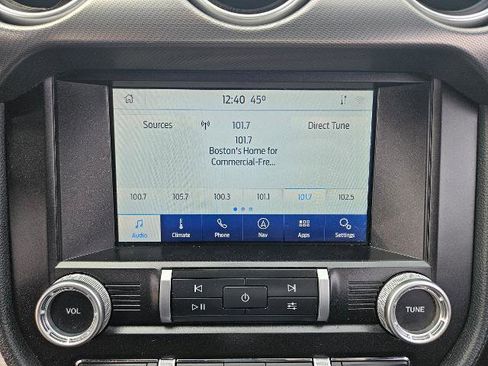 12:40 45°
Sources 101.7 Direct Tune
101.7
Boston's Home for
Commercial-Fre...
100.7 105.7 100.3 101.1 101.7 102.5
Audio Climate Phone Nav Apps Settings
VOL TUNE